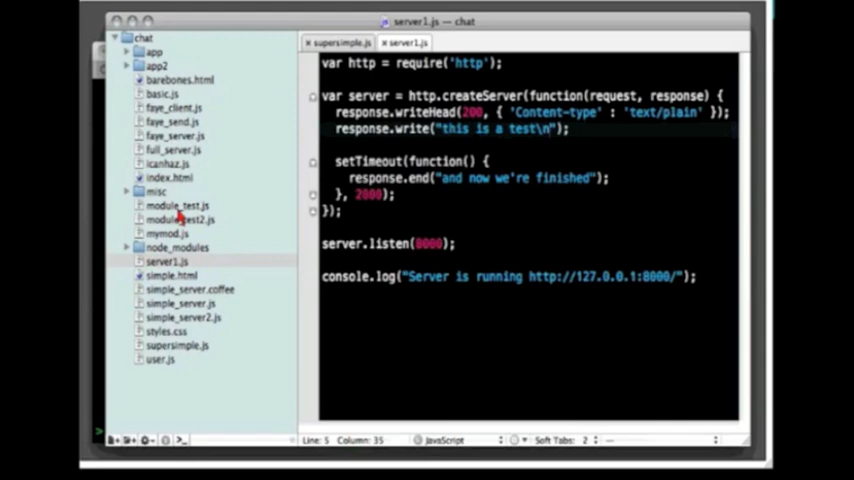 server1.js — chat
chat
app
app2
barebones.html
basic.js
faye_client.js
faye_send.js
faye_server.js
full_server.js
icanhaz.js
index.html
misc
module_test.js
module_test2.js
mymod.js
node_modules
server1.js
simple.html
simple_server.coffee
simple_server.js
simple_server2.js
styles.css
supersimple.js
user.js
supersimple.js server1.js
var http = require('http');
var server = http.createServer(function(request, response) {
response.writeHead(200, { 'Content-type' : 'text/plain' });
response.write("this is a test\n");
setTimeout(function() {
response.end("and now we're finished");
}, 2000);
});
server.listen(8000);
console.log("Server is running http://127.0.0.1:8000/");
Line: 5 Column: 35 JavaScript Soft Tabs: 2 —